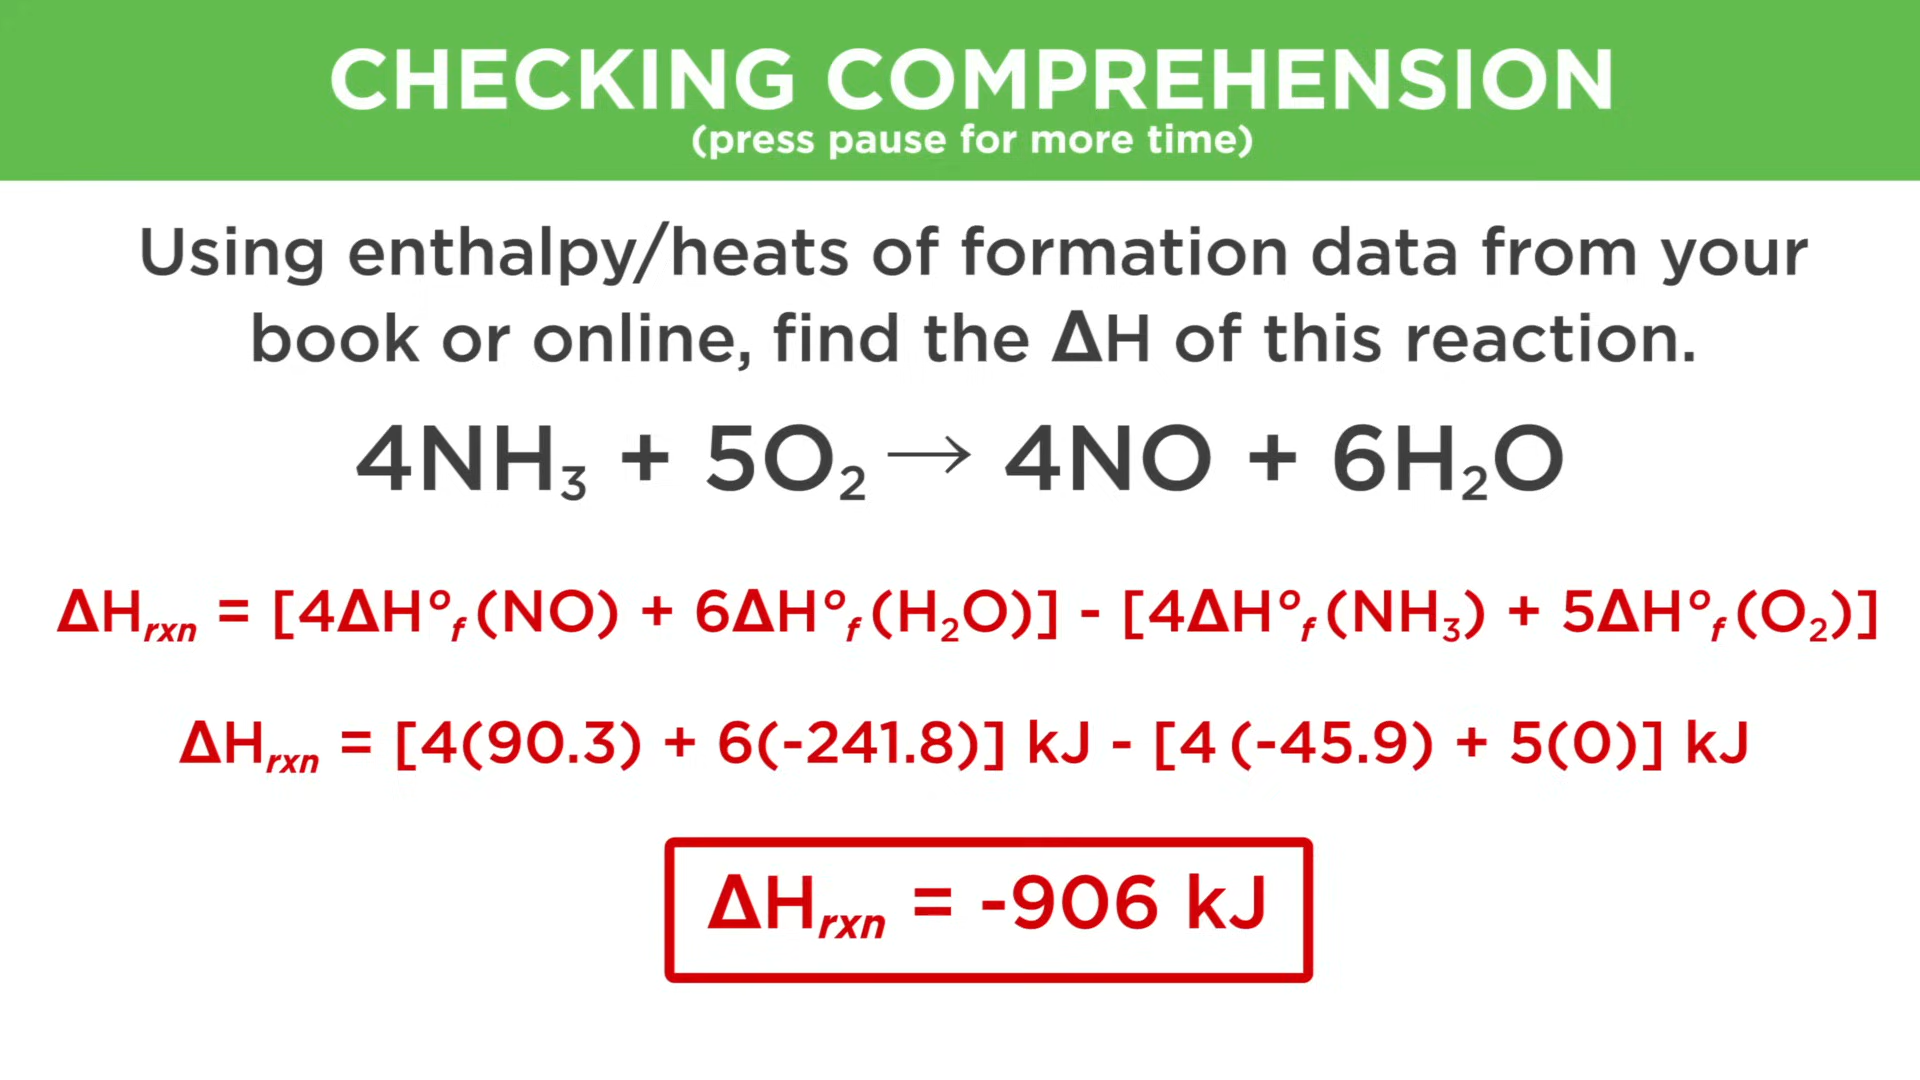 CHECKING COMPREHENSION
(press pause for more time)
Using enthalpy/heats of formation data from your
book or online, find the ΔH of this reaction.
4NH₃ + 5O₂ → 4NO + 6H₂O
ΔHrxn = [4ΔH°f (NO) + 6ΔH°f (H₂O)] - [4ΔH°f (NH₃) + 5ΔH°f (O₂)]
ΔHrxn = [4(90.3) + 6(-241.8)] kJ - [4 (-45.9) + 5(0)] kJ
ΔHrxn = -906 kJ